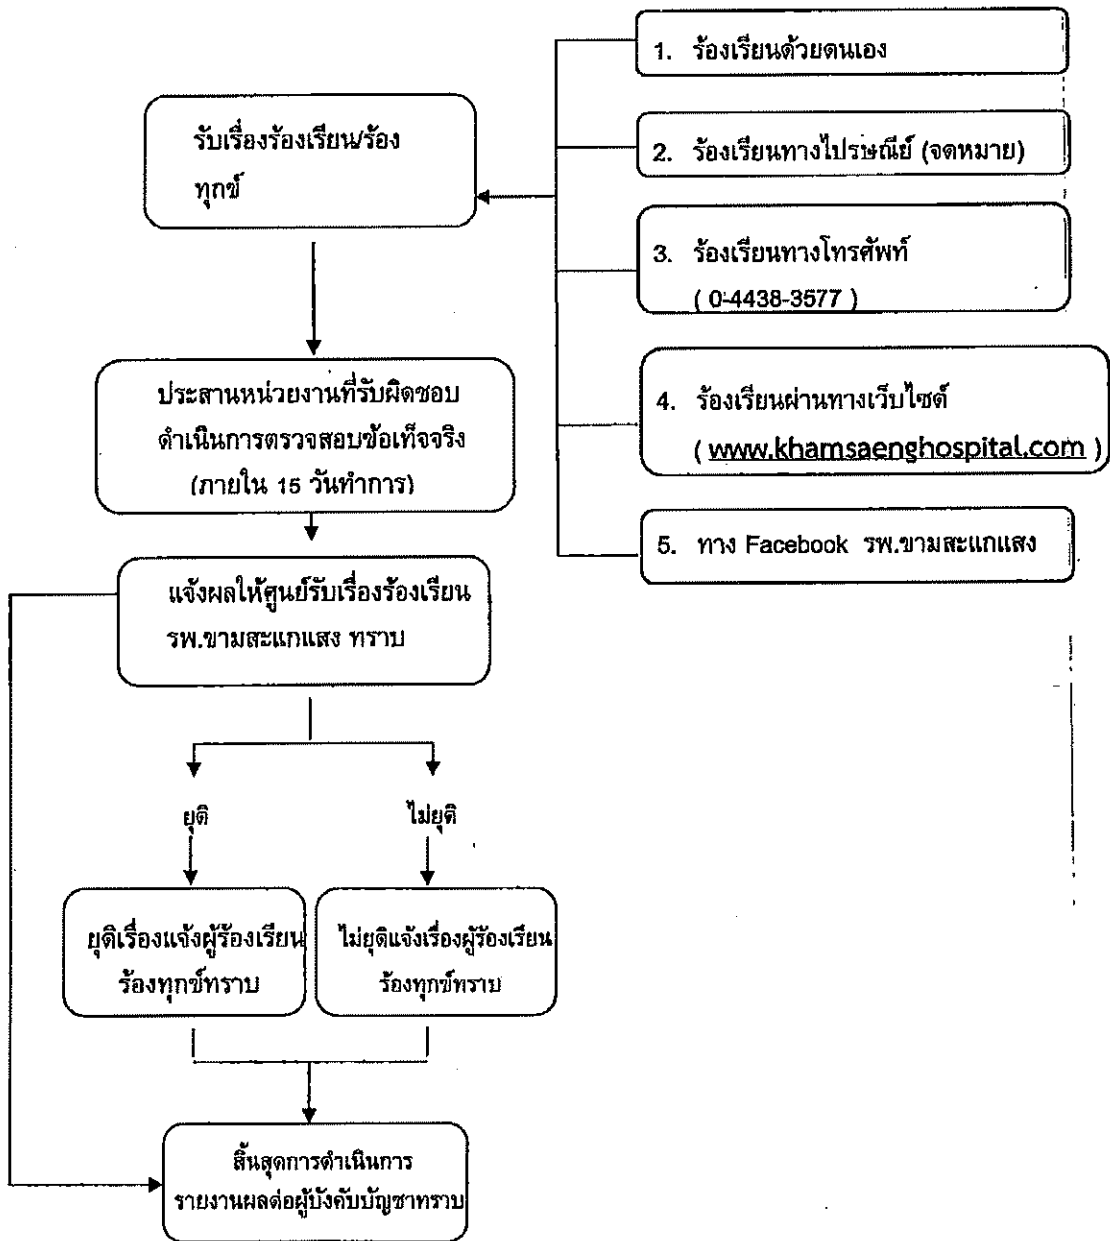 รับเรื่องร้องเรียน/ร้อง
ทุกข์
1. ร้องเรียนด้วยตนเอง
2. ร้องเรียนทางไปรษณีย์ (จดหมาย)
3. ร้องเรียนทางโทรศัพท์
( 0-4438-3577 )
4. ร้องเรียนผ่านทางเว็บไซต์
( www.khamsaenghospital.com )
5. ทาง Facebook รพ.ขามสะแกแสง
ประสานหน่วยงานที่รับผิดชอบ
ดำเนินการตรวจสอบข้อเท็จจริง
(ภายใน 15 วันทำการ)
แจ้งผลให้ศูนย์รับเรื่องร้องเรียน
รพ.ขามสะแกแสง ทราบ
ยุติ
ไม่ยุติ
ยุติเรื่องแจ้งผู้ร้องเรียน
ร้องทุกข์ทราบ
ไม่ยุติแจ้งเรื่องผู้ร้องเรียน
ร้องทุกข์ทราบ
สิ้นสุดการดำเนินการ
รายงานผลต่อผู้บังคับบัญชาทราบ